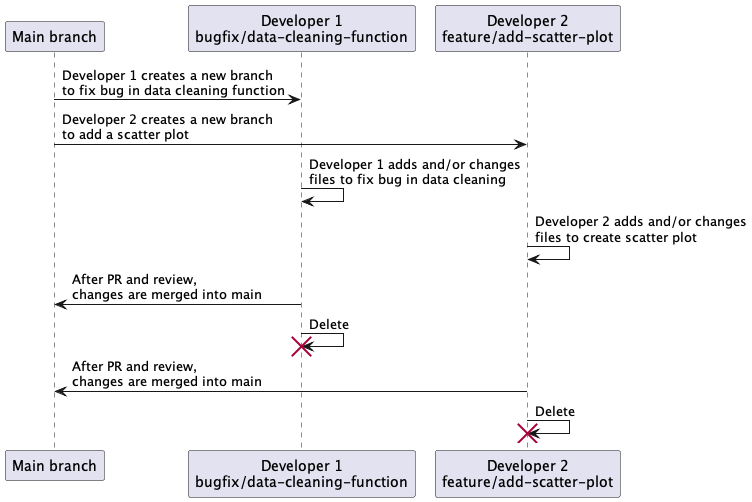 Main branch
Developer 1
bugfix/data-cleaning-function
Developer 2
feature/add-scatter-plot
Developer 1 creates a new branch
to fix bug in data cleaning function
Developer 2 creates a new branch
to add a scatter plot
Developer 1 adds and/or changes
files to fix bug in data cleaning
Developer 2 adds and/or changes
files to create scatter plot
After PR and review,
changes are merged into main
Delete
After PR and review,
changes are merged into main
Delete
Main branch
Developer 1
bugfix/data-cleaning-function
Developer 2
feature/add-scatter-plot